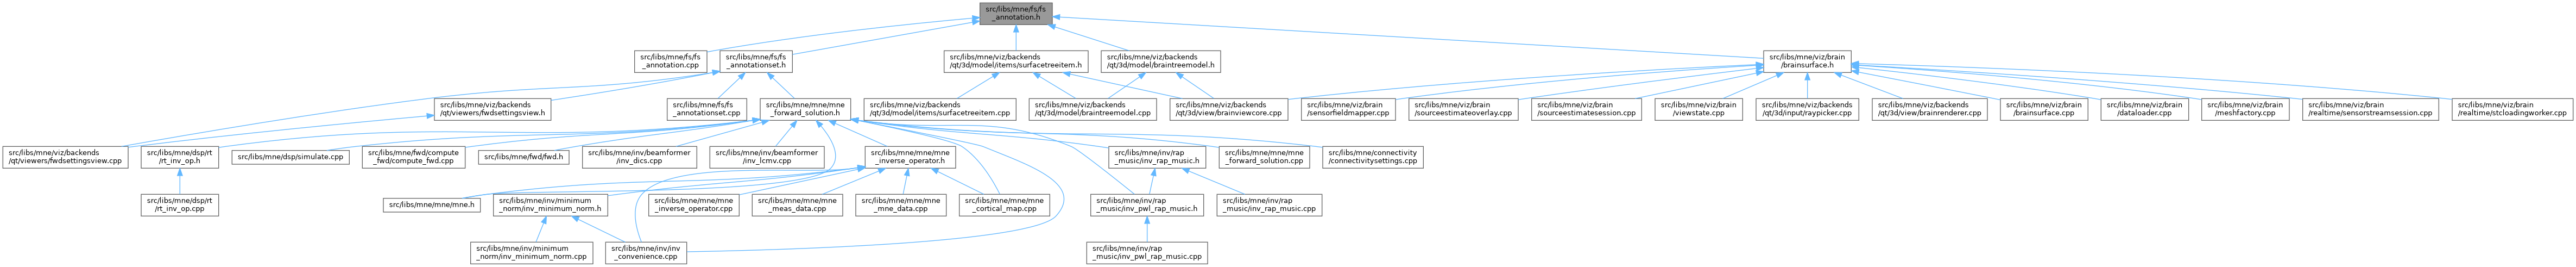 src/libs/mne/fs/fs
_annotation.h
src/libs/mne/fs/fs
_annotation.cpp
src/libs/mne/fs/fs
_annotationset.h
src/libs/mne/viz/backends
/qt/3d/model/items/surfacetreeitem.h
src/libs/mne/viz/backends
/qt/3d/model/braintreemodel.h
src/libs/mne/viz/brain
/brainsurface.h
src/libs/mne/viz/backends
/qt/viewers/fwdsettingsview.h
src/libs/mne/fs/fs
_annotationset.cpp
src/libs/mne/mne/mne
_forward_solution.h
src/libs/mne/viz/backends
/qt/3d/model/items/surfacetreeitem.cpp
src/libs/mne/viz/backends
/qt/3d/model/braintreemodel.cpp
src/libs/mne/viz/backends
/qt/3d/view/brainviewcore.cpp
src/libs/mne/viz/brain
/sensorfieldmapper.cpp
src/libs/mne/viz/brain
/sourceestimateoverlay.cpp
src/libs/mne/viz/brain
/sourceestimatesession.cpp
src/libs/mne/viz/brain
/viewstate.cpp
src/libs/mne/viz/backends
/qt/3d/input/raypicker.cpp
src/libs/mne/viz/backends
/qt/3d/view/brainrenderer.cpp
src/libs/mne/viz/brain
/brainsurface.cpp
src/libs/mne/viz/brain
/dataloader.cpp
src/libs/mne/viz/brain
/meshfactory.cpp
src/libs/mne/viz/brain
/realtime/sensorstreamsession.cpp
src/libs/mne/viz/brain
/realtime/stcloadingworker.cpp
src/libs/mne/viz/backends
/qt/viewers/fwdsettingsview.cpp
src/libs/mne/dsp/rt
/rt_inv_op.h
src/libs/mne/dsp/simulate.cpp
src/libs/mne/fwd/compute
_fwd/compute_fwd.cpp
src/libs/mne/fwd/fwd.h
src/libs/mne/inv/beamformer
/inv_dics.cpp
src/libs/mne/inv/beamformer
/inv_lcmv.cpp
src/libs/mne/mne/mne
_inverse_operator.h
src/libs/mne/inv/rap
_music/inv_rap_music.h
src/libs/mne/mne/mne
_forward_solution.cpp
src/libs/mne/connectivity
/connectivitysettings.cpp
src/libs/mne/dsp/rt
/rt_inv_op.cpp
src/libs/mne/mne/mne.h
src/libs/mne/inv/minimum
_norm/inv_minimum_norm.h
src/libs/mne/mne/mne
_inverse_operator.cpp
src/libs/mne/mne/mne
_meas_data.cpp
src/libs/mne/mne/mne
_mne_data.cpp
src/libs/mne/mne/mne
_cortical_map.cpp
src/libs/mne/inv/rap
_music/inv_pwl_rap_music.h
src/libs/mne/inv/rap
_music/inv_rap_music.cpp
src/libs/mne/inv/minimum
_norm/inv_minimum_norm.cpp
src/libs/mne/inv/inv
_convenience.cpp
src/libs/mne/inv/rap
_music/inv_pwl_rap_music.cpp